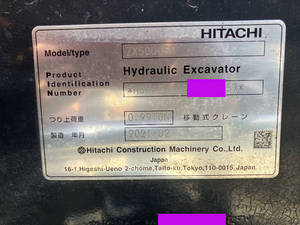 HITACHI
Model/type
Product Hydraulic Excavator
Identification
Number
つり上荷重 移動式クレーン
製造 年月 2021-02
Hitachi Construction Machinery Co.,Ltd.
Japan
16-1,Higashi-Ueno 2-chome,Taito-ku,Tokyo,110-0015 Japan